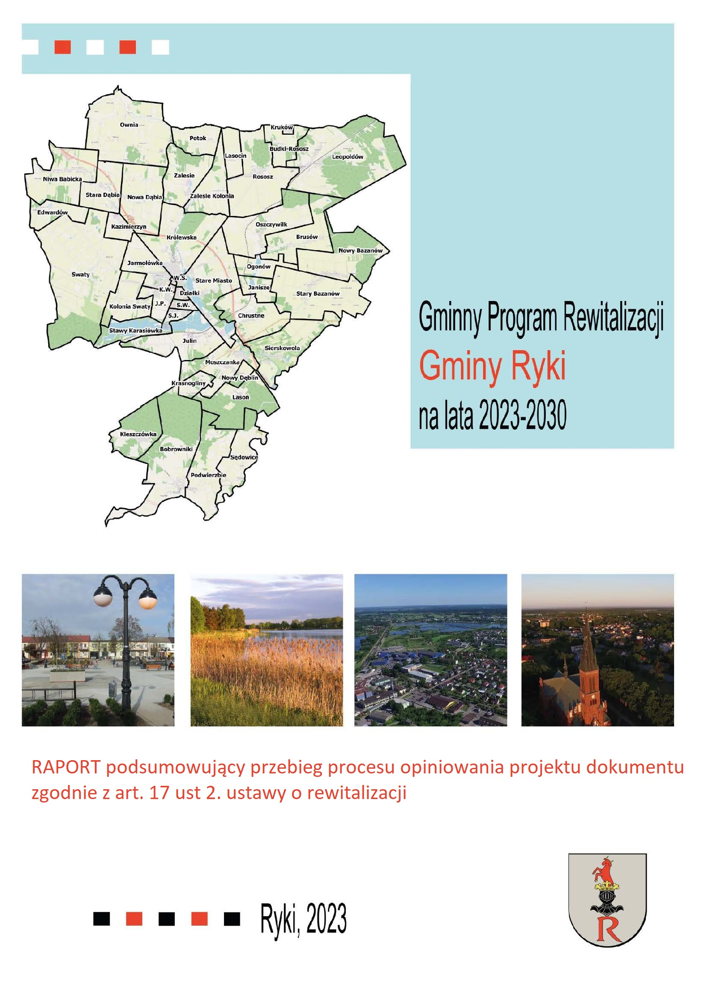 Ownia
Potok
Kruków
Lasocin
Budki-Rososz
Leopoldów
Niwa Babicka
Zalesie
Rososz
Stara Dąbia
Nowa Dąbia
Zalesie Kolonia
Edwardów
Kazimierzyn
Oszczywilk
Królewska
Brusów
Nowy Bazanów
Jarmołówka
Ogonów
Swaty
W.S.
Stare Miasto
K.W.
Działki
Janisze
Stary Bazanów
Kolonia Swaty
J.P.
S.W.
S.J.
Chrustne
Stawy Karasiówka
Julin
Sierskowola
Moszczanka
Nowy Dęblin
Krasnogliny
Lasoń
Kleszczówka
Bobrowniki
Sędowice
Podwierzbie
Gminny Program Rewitalizacji
Gminy Ryki
na lata 2023-2030
RAPORT podsumowujący przebieg procesu opiniowania projektu dokumentu
zgodnie z art. 17 ust 2. ustawy o rewitalizacji
Ryki, 2023
R